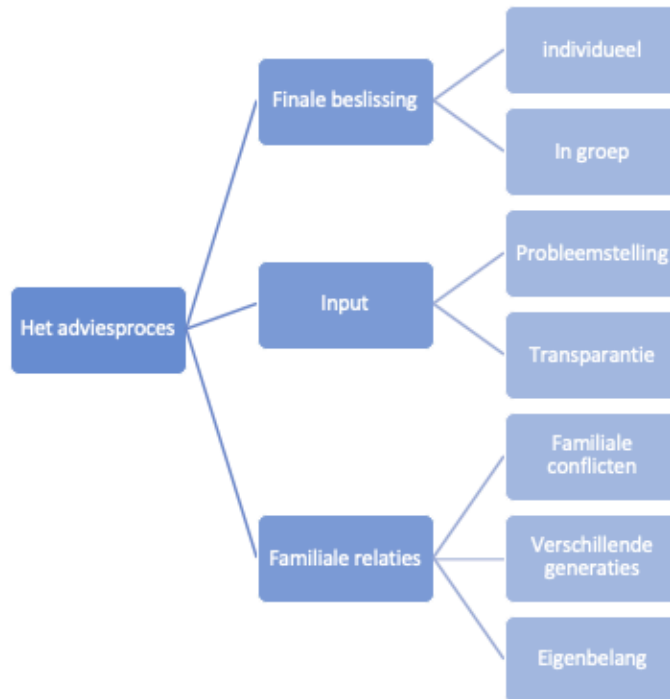 Het adviesproces
Finale beslissing
individueel
In groep
Input
Probleemstelling
Transparantie
Familiale relaties
Familiale
conflicten
Verschillende
generaties
Eigenbelang